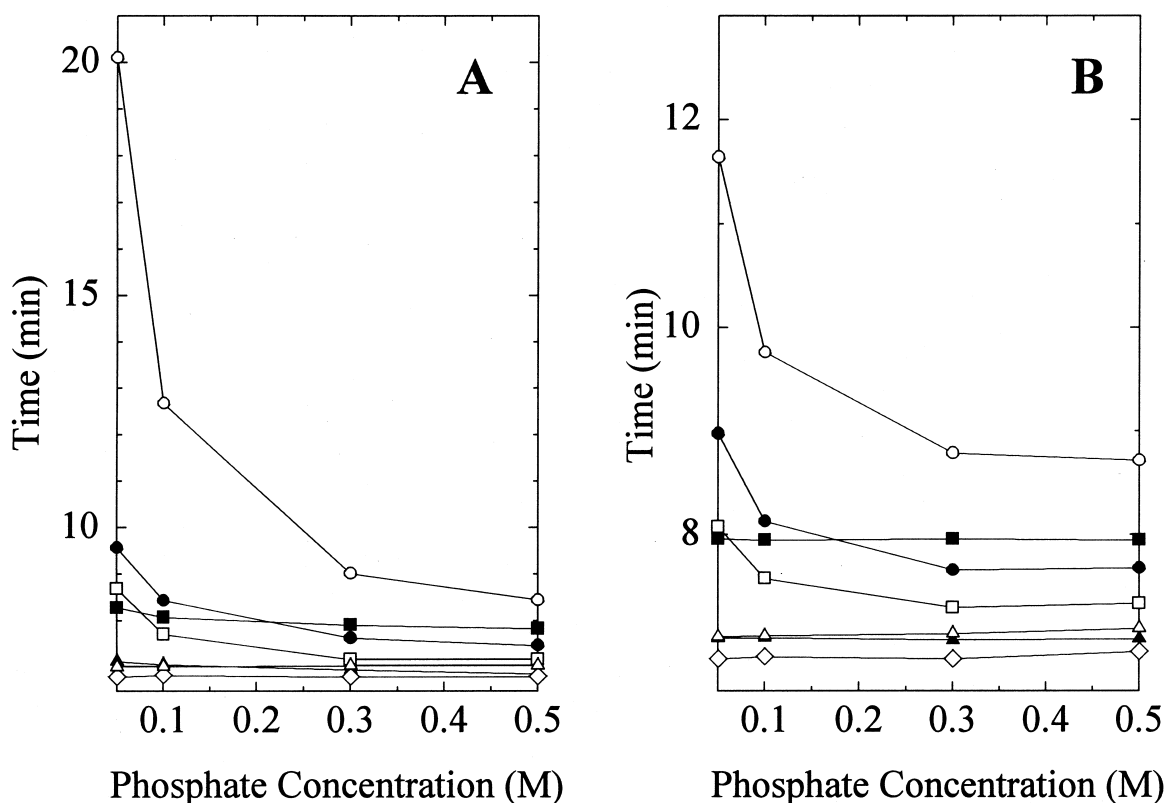 A
20
15
10
Time (min)
0.1 0.2 0.3 0.4 0.5
Phosphate Concentration (M)
B
12
10
8
Time (min)
0.1 0.2 0.3 0.4 0.5
Phosphate Concentration (M)